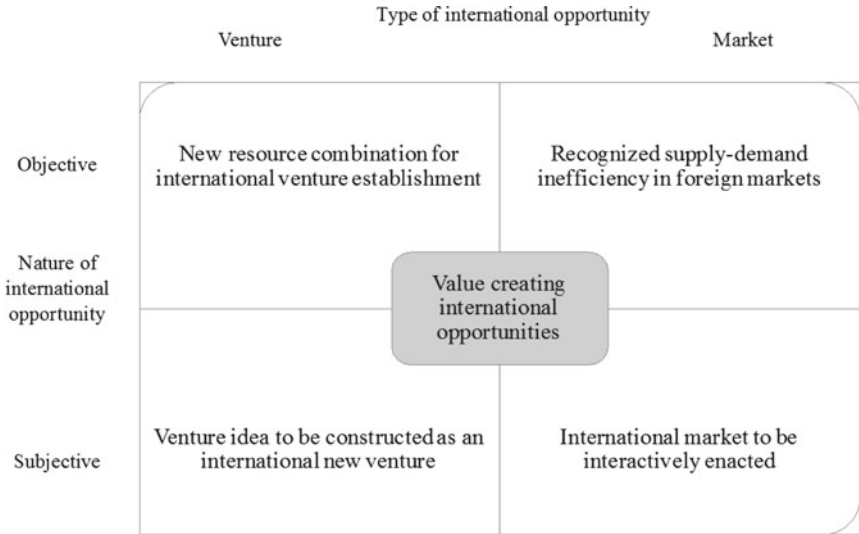 Type of international opportunity
Venture
Market
Objective
New resource combination for
international venture establishment
Recognized supply-demand
inefficiency in foreign markets
Nature of
international
opportunity
Value creating
international
opportunities
Subjective
Venture idea to be constructed as an
international new venture
International market to be
interactively enacted